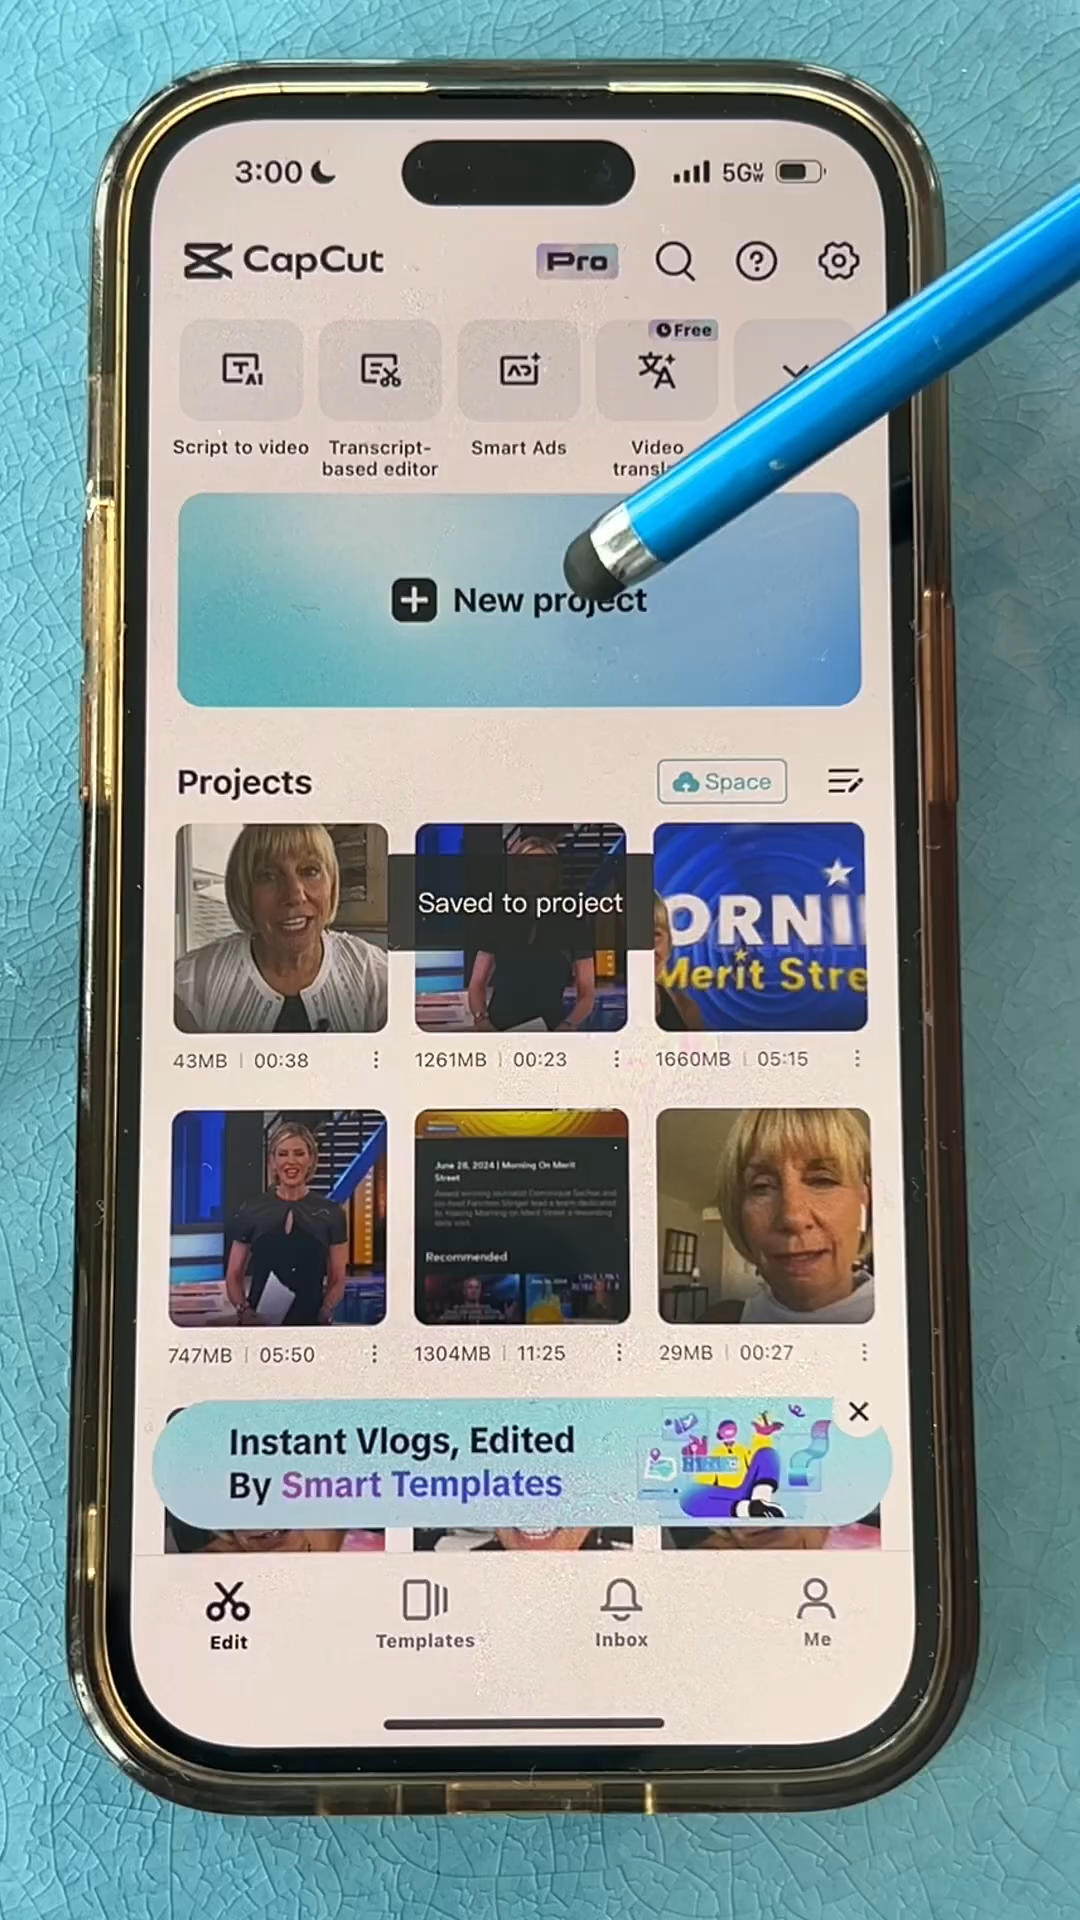 3:00
5G UW
CapCut
Pro
Free
Script to video
Transcript-
based editor
Smart Ads
Video
New project
Projects
Space
Saved to project
ORNI
Merit Stre
43MB | 00:38
1261MB | 00:23
1660MB | 05:15
June 28, 2024 | Morning On Merit
Street
Recommended
747MB | 05:50
1304MB | 11:25
29MB | 00:27
Instant Vlogs, Edited
By Smart Templates
Edit
Templates
Inbox
Me